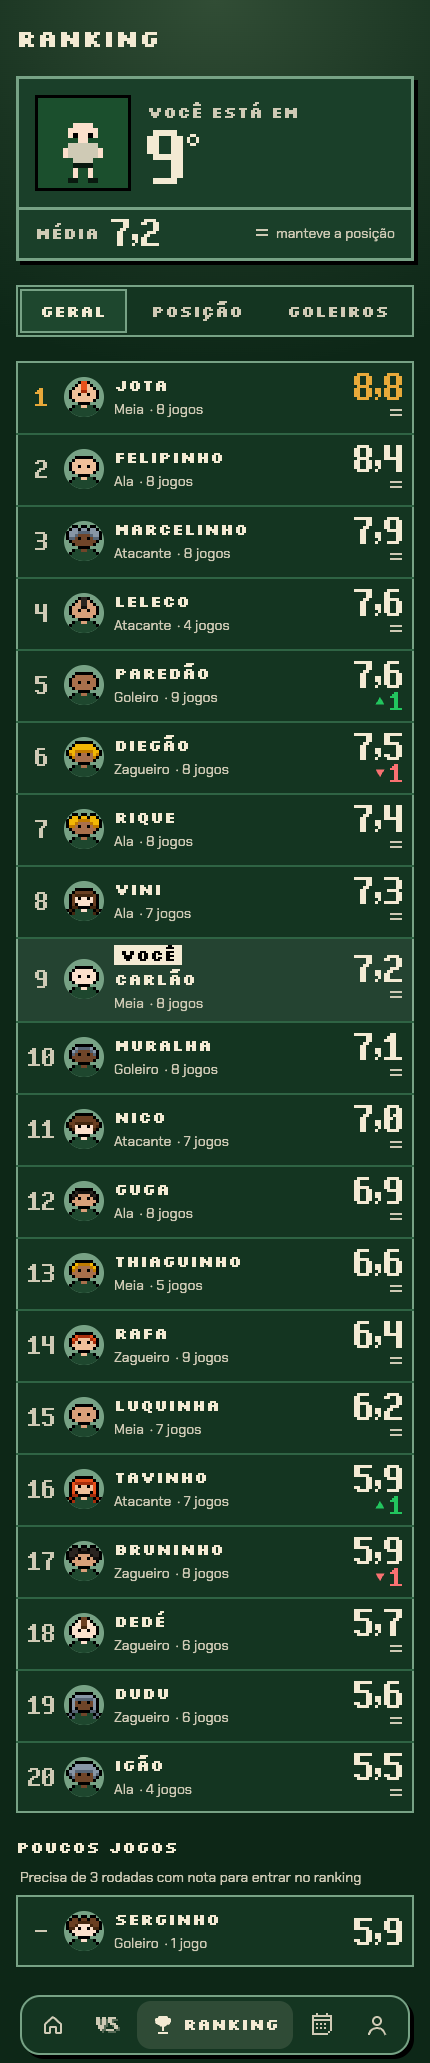 RANKING
VOCÊ ESTÁ EM
9°
MÉDIA 7,2 = manteve a posição
GERAL POSIÇÃO GOLEIROS
1 JOTA 8,8
Meia · 8 jogos =
2 FELIPINHO 8,4
Ala · 8 jogos =
3 MARCELINHO 7,9
Atacante · 8 jogos =
4 LELECO 7,6
Atacante · 4 jogos =
5 PAREDÃO 7,6
Goleiro · 9 jogos ▲1
6 DIEGÃO 7,5
Zagueiro · 8 jogos ▼1
7 RIQUE 7,4
Ala · 8 jogos =
8 VINI 7,3
Ala · 7 jogos =
VOCÊ
9 CARLÃO 7,2
Meia · 8 jogos =
10 MURALHA 7,1
Goleiro · 8 jogos =
11 NICO 7,0
Atacante · 7 jogos =
12 GUGA 6,9
Ala · 8 jogos =
13 THIAGUINHO 6,6
Meia · 5 jogos =
14 RAFA 6,4
Zagueiro · 9 jogos =
15 LUQUINHA 6,2
Meia · 7 jogos =
16 TAVINHO 5,9
Atacante · 7 jogos ▲1
17 BRUNINHO 5,9
Zagueiro · 8 jogos ▼1
18 DEDÉ 5,7
Zagueiro · 6 jogos =
19 DUDU 5,6
Zagueiro · 6 jogos =
20 IGÃO 5,5
Ala · 4 jogos =
POUCOS JOGOS
Precisa de 3 rodadas com nota para entrar no ranking
– SERGINHO 5,9
Goleiro · 1 jogo
VS RANKING